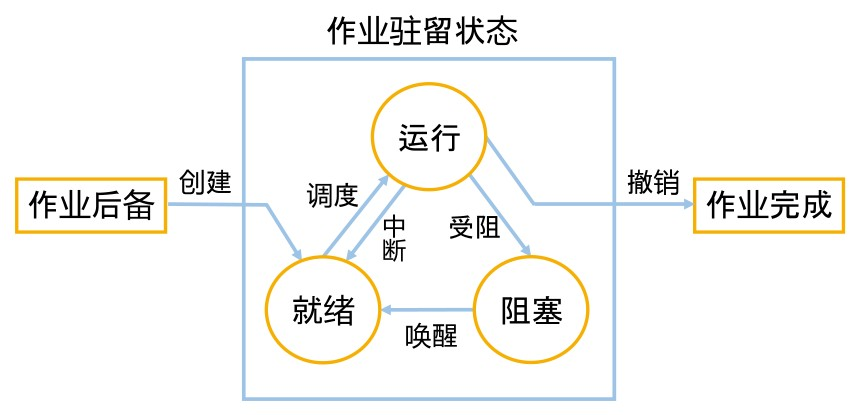 作业驻留状态
运行
作业后备
创建
调度
中
断
受阻
撤销
作业完成
就绪
唤醒
阻塞